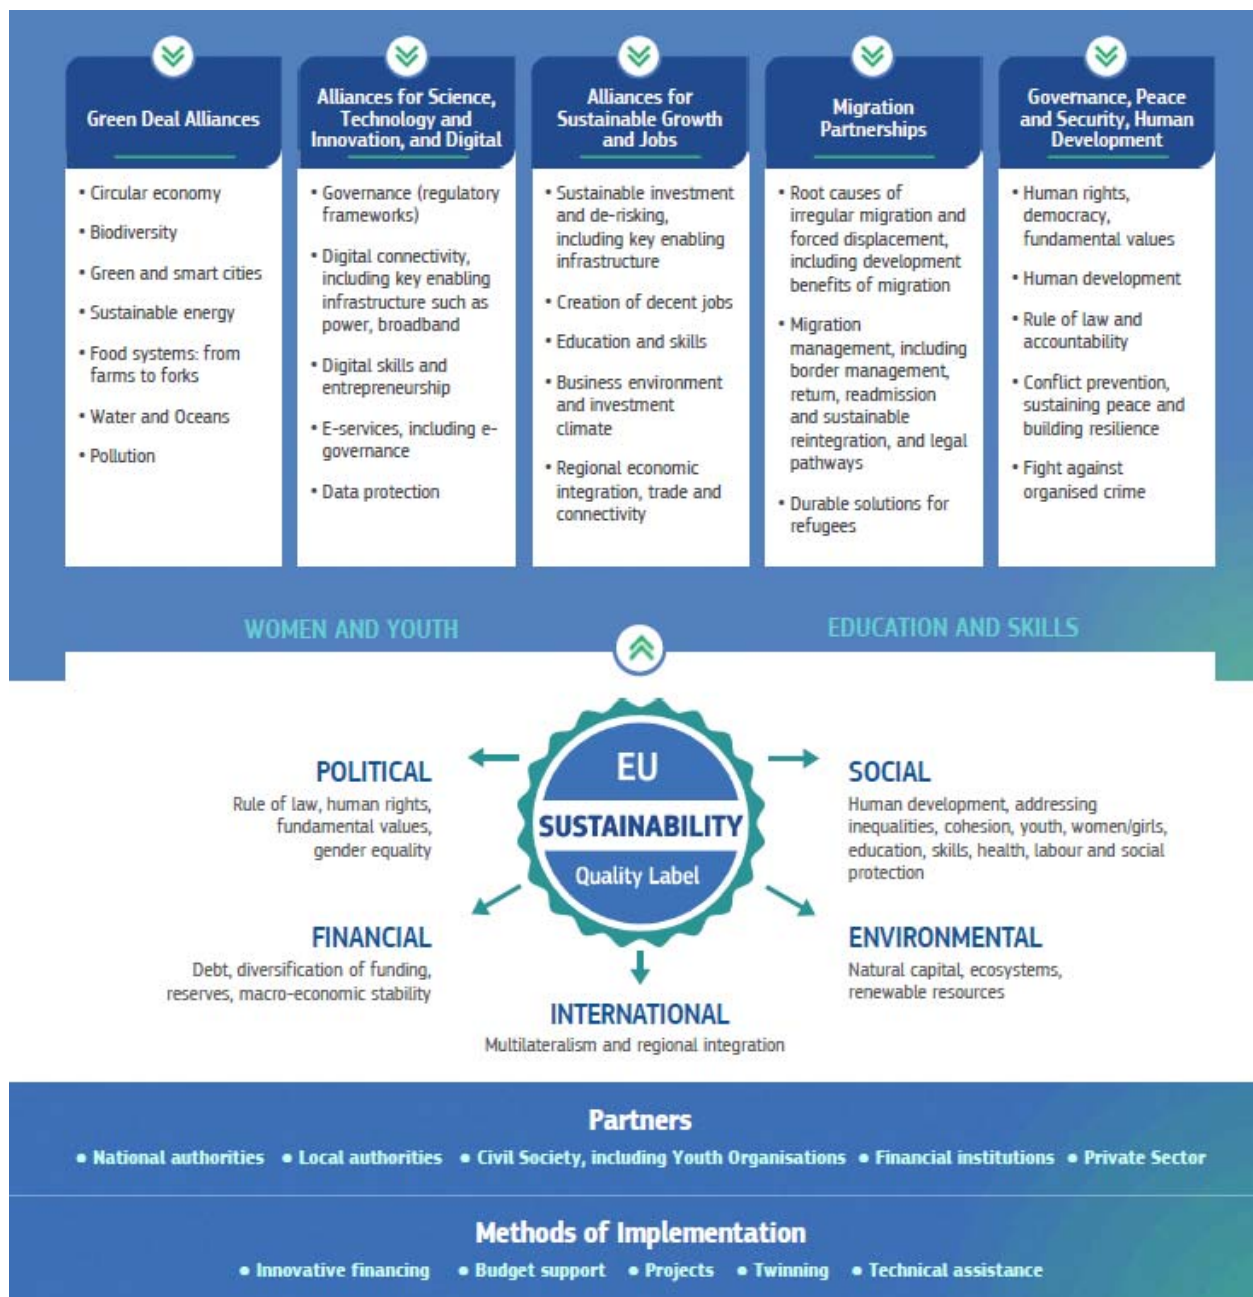 Green Deal Alliances
• Circular economy
• Biodiversity
• Green and smart cities
• Sustainable energy
• Food systems: from
farms to forks
• Water and Oceans
• Pollution
Alliances for Science,
Technology and
Innovation, and Digital
• Governance (regulatory
frameworks)
• Digital connectivity,
including key enabling
infrastructure such as
power, broadband
• Digital skills and
entrepreneurship
• E-services, including e-
governance
• Data protection
Alliances for
Sustainable Growth
and Jobs
• Sustainable investment
and de-risking,
including key enabling
infrastructure
• Creation of decent jobs
• Education and skills
• Business environment
and investment
climate
• Regional economic
integration, trade and
connectivity
Migration
Partnerships
• Root causes of
irregular migration and
forced displacement,
including development
benefits of migration
• Migration
management, including
border management,
return, readmission
and sustainable
reintegration, and legal
pathways
• Durable solutions for
refugees
Governance, Peace
and Security, Human
Development
• Human rights,
democracy,
fundamental values
• Human development
• Rule of law and
accountability
• Conflict prevention,
sustaining peace and
building resilience
• Fight against
organised crime
WOMEN AND YOUTH
EDUCATION AND SKILLS
EU
SUSTAINABILITY
Quality Label
POLITICAL
Rule of law, human rights,
fundamental values,
gender equality
SOCIAL
Human development, addressing
inequalities, cohesion, youth, women/girls,
education, skills, health, labour and social
protection
FINANCIAL
Debt, diversification of funding,
reserves, macro-economic stability
ENVIRONMENTAL
Natural capital, ecosystems,
renewable resources
INTERNATIONAL
Multilateralism and regional integration
Partners
• National authorities • Local authorities • Civil Society, including Youth Organisations • Financial institutions • Private Sector
Methods of Implementation
• Innovative financing • Budget support • Projects • Twinning • Technical assistance